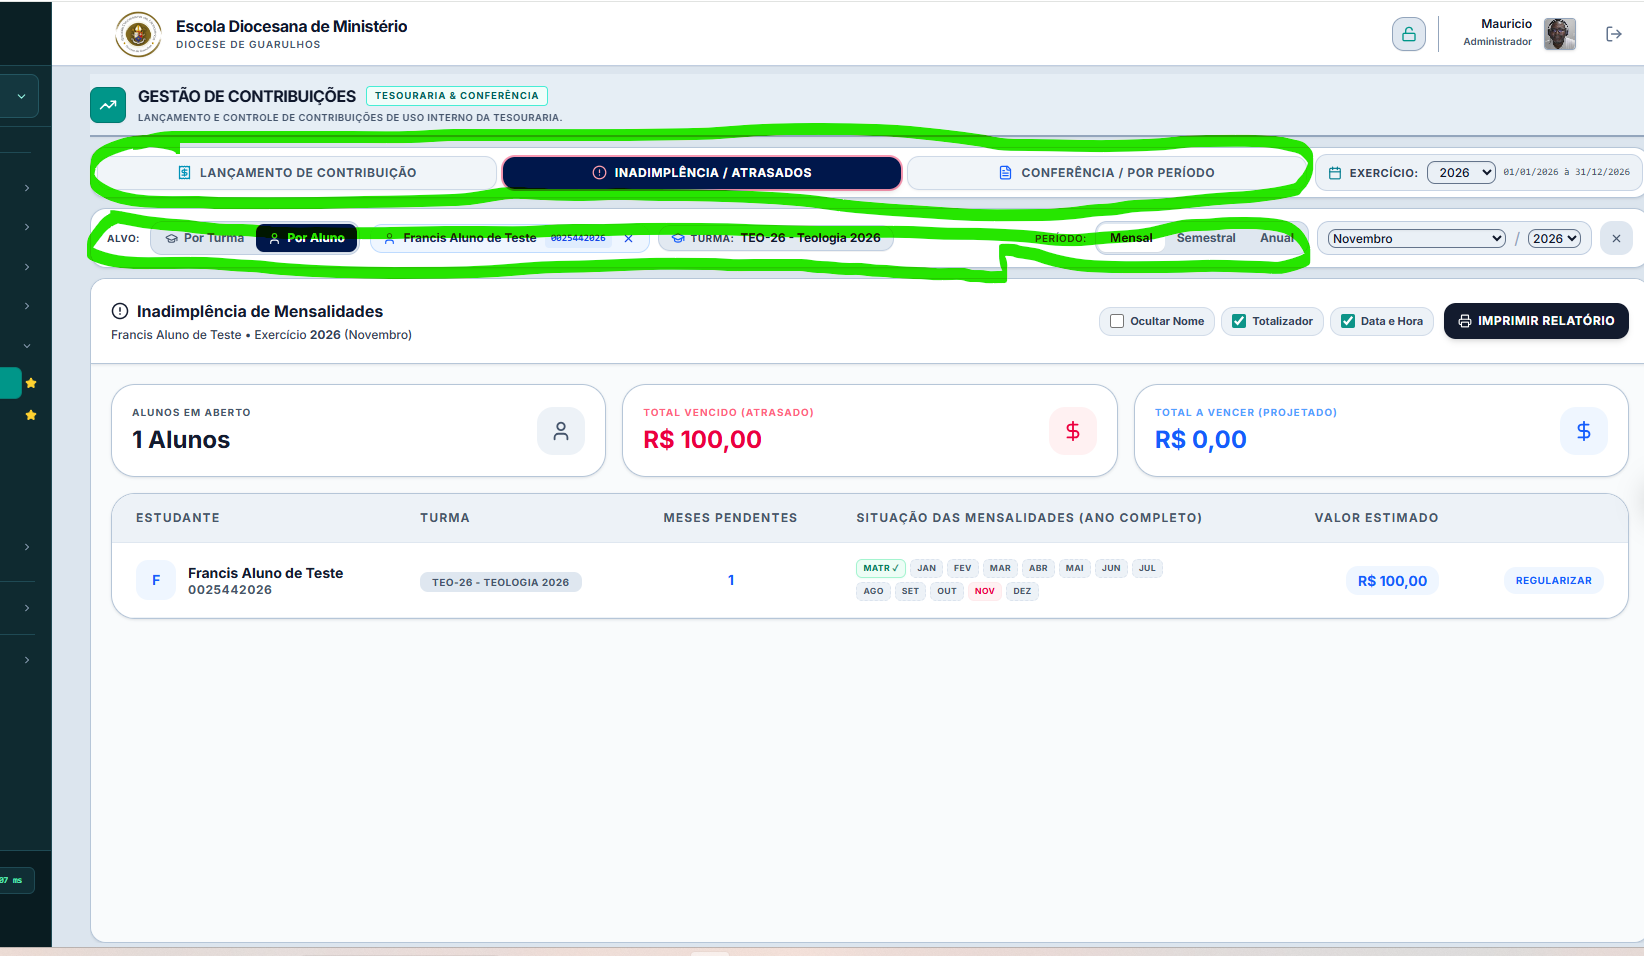 Escola Diocesana de Ministério
DIOCESE DE GUARULHOS
Mauricio
Administrador
GESTÃO DE CONTRIBUIÇÕES
TESOURARIA & CONFERÊNCIA
LANÇAMENTO E CONTROLE DE CONTRIBUIÇÕES DE USO INTERNO DA TESOURARIA.
LANÇAMENTO DE CONTRIBUIÇÃO
INADIMPLÊNCIA / ATRASADOS
CONFERÊNCIA / POR PERÍODO
EXERCÍCIO: 2026 01/01/2026 à 31/12/2026
ALVO: Por Turma Por Aluno Francis Aluno de Teste 0025442026 × TURMA: TEO-26 - Teologia 2026 PERÍODO: Mensal Semestral Anual Novembro / 2026 ×
Inadimplência de Mensalidades
Francis Aluno de Teste • Exercício 2026 (Novembro)
Ocultar Nome Totalizador Data e Hora IMPRIMIR RELATÓRIO
ALUNOS EM ABERTO
1 Alunos
TOTAL VENCIDO (ATRASADO)
R$ 100,00
TOTAL A VENCER (PROJETADO)
R$ 0,00
ESTUDANTE TURMA MESES PENDENTES SITUAÇÃO DAS MENSALIDADES (ANO COMPLETO) VALOR ESTIMADO
F Francis Aluno de Teste
0025442026
TEO-26 - TEOLOGIA 2026
1
MATR ✓ JAN FEV MAR ABR MAI JUN JUL
AGO SET OUT NOV DEZ
R$ 100,00
REGULARIZAR
07 ms